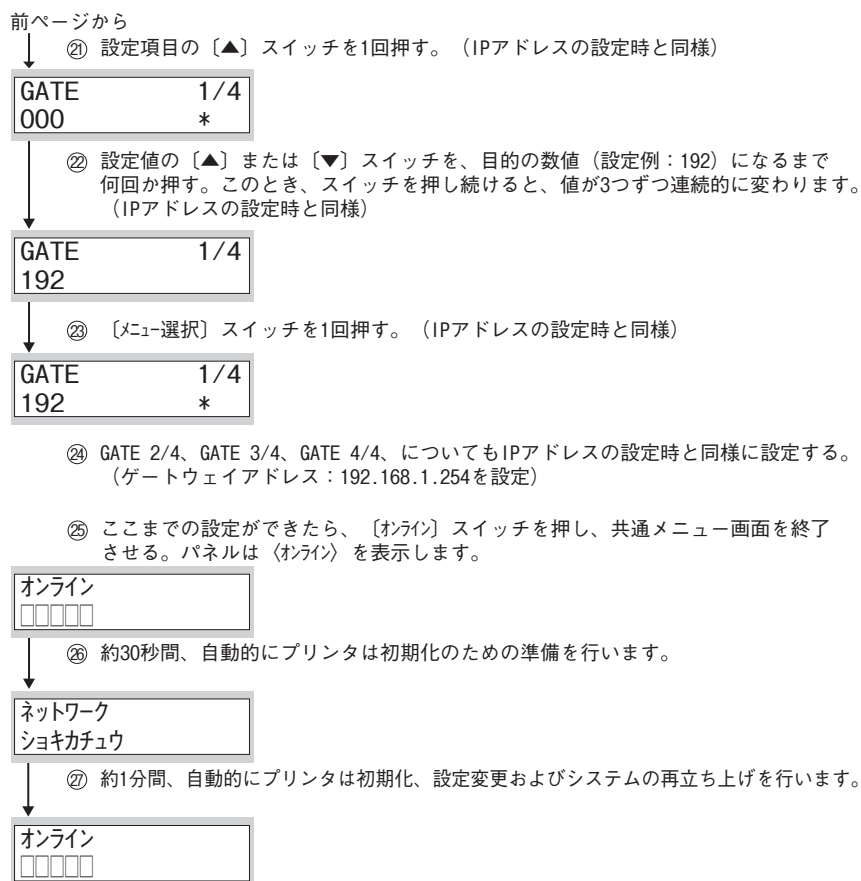 前ページから
㉑ 設定項目の〔▲〕スイッチを1回押す。（IPアドレスの設定時と同様）
GATE 1/4
000 *
㉒ 設定値の〔▲〕または〔▼〕スイッチを、目的の数値（設定例：192）になるまで
何回か押す。このとき、スイッチを押し続けると、値が3つずつ連続的に変わります。
（IPアドレスの設定時と同様）
GATE 1/4
192
㉓ 〔ﾒﾆｭｰ選択〕スイッチを1回押す。（IPアドレスの設定時と同様）
GATE 1/4
192 *
㉔ GATE 2/4、GATE 3/4、GATE 4/4、についてもIPアドレスの設定時と同様に設定する。
（ゲートウェイアドレス：192.168.1.254を設定）
㉕ ここまでの設定ができたら、〔ｵﾝﾗｲﾝ〕スイッチを押し、共通メニュー画面を終了
させる。パネルは〈ｵﾝﾗｲﾝ〉を表示します。
オンライン
□□□□□
㉖ 約30秒間、自動的にプリンタは初期化のための準備を行います。
ネットワーク
ショキカチュウ
㉗ 約1分間、自動的にプリンタは初期化、設定変更およびシステムの再立ち上げを行います。
オンライン
□□□□□